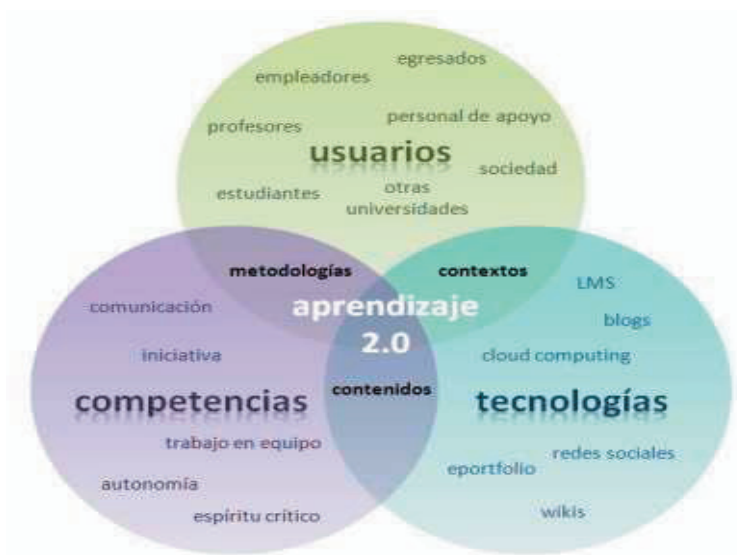 egresados
empleadores
personal de apoyo
profesores
usuarios
sociedad
estudiantes
otras
universidades
metodologías
contextos
LMS
comunicación
aprendizaje
2.0
blogs
iniciativa
cloud computing
contenidos
competencias
tecnologías
trabajo en equipo
redes sociales
eportfolio
autonomía
espíritu crítico
wikis